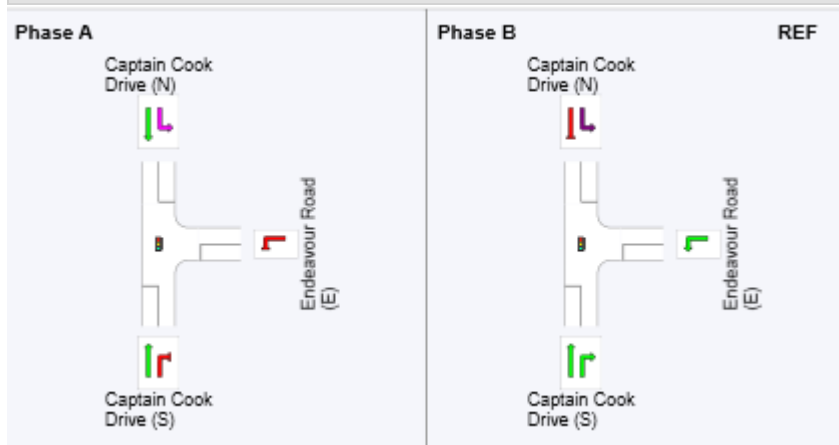 Phase A
Captain Cook
Drive (N)
Endeavour Road
(E)
Captain Cook
Drive (S)
Phase B
REF
Captain Cook
Drive (N)
Endeavour Road
(E)
Captain Cook
Drive (S)